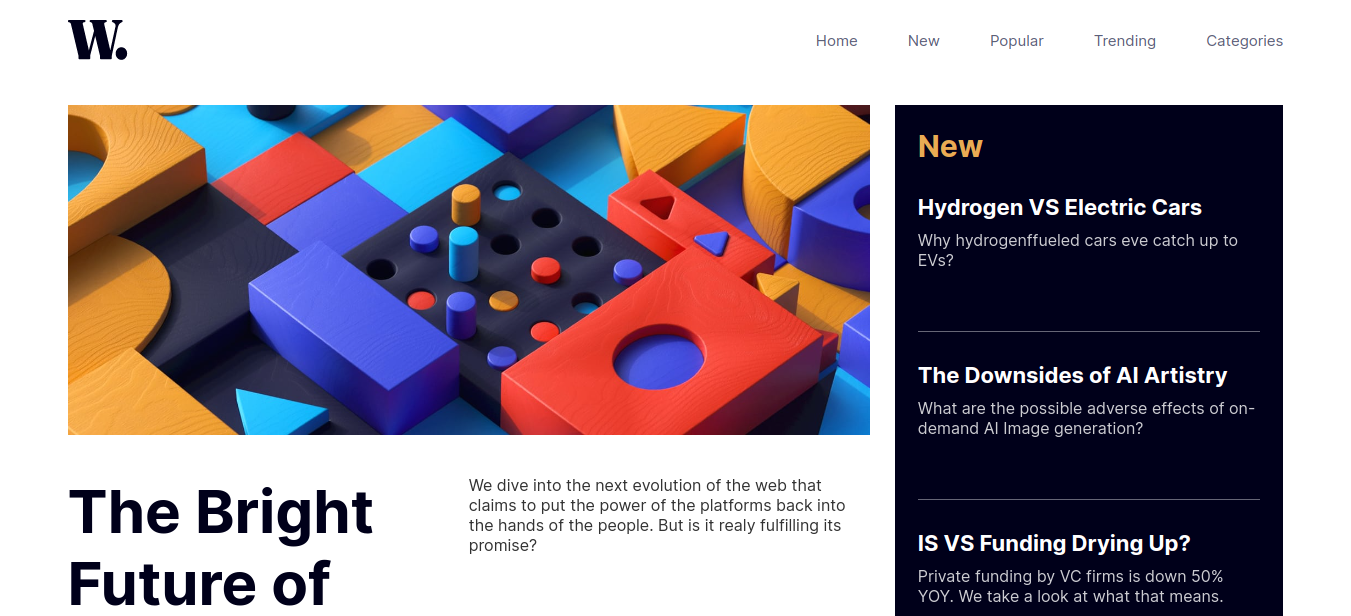 W.
Home New Popular Trending Categories
New
Hydrogen VS Electric Cars
Why hydrogenffueled cars eve catch up to
EVs?
The Downsides of AI Artistry
What are the possible adverse effects of on-
demand AI Image generation?
IS VS Funding Drying Up?
Private funding by VC firms is down 50%
YOY. We take a look at what that means.
The Bright
Future of
We dive into the next evolution of the web that
claims to put the power of the platforms back into
the hands of the people. But is it realy fulfilling its
promise?